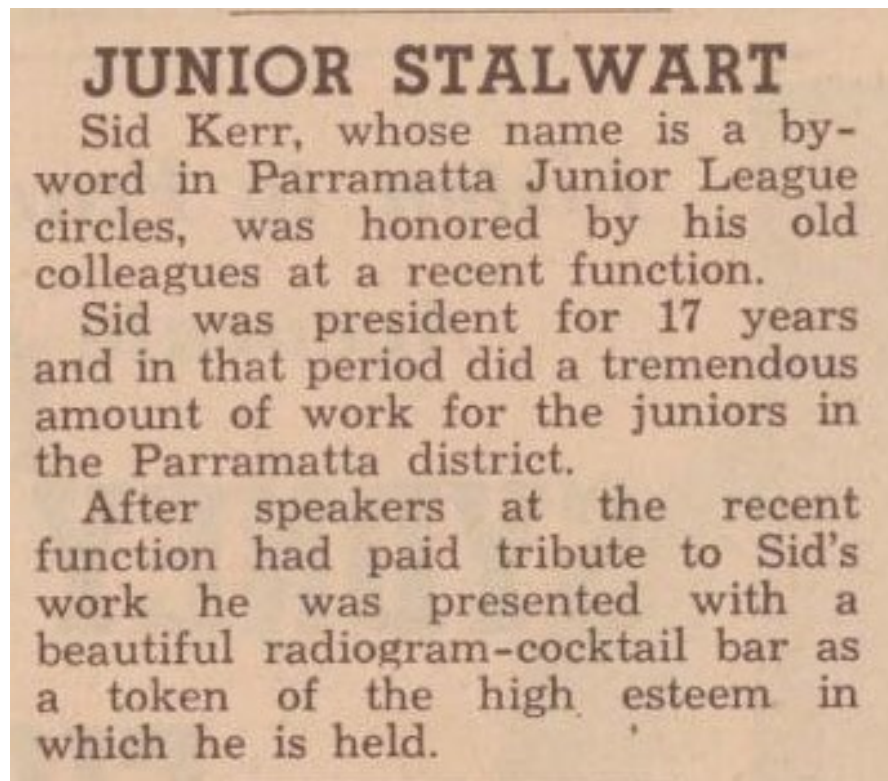 JUNIOR STALWART
Sid Kerr, whose name is a by-
word in Parramatta Junior League
circles, was honored by his old
colleagues at a recent function.
Sid was president for 17 years
and in that period did a tremendous
amount of work for the juniors in
the Parramatta district.
After speakers at the recent
function had paid tribute to Sid's
work he was presented with a
beautiful radiogram-cocktail bar as
a token of the high esteem in
which he is held.